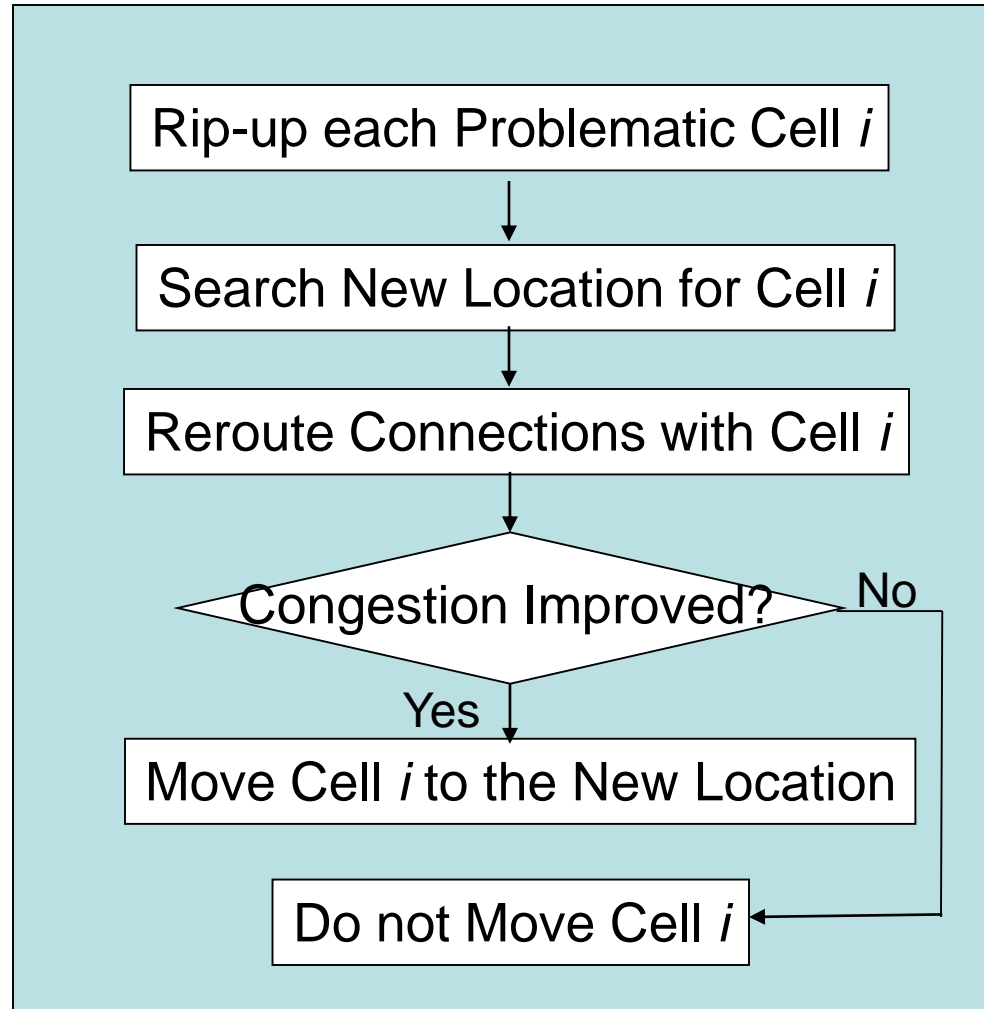 Rip-up each Problematic Cell i
Search New Location for Cell i
Reroute Connections with Cell i
Congestion Improved?
No
Yes
Move Cell i to the New Location
Do not Move Cell i